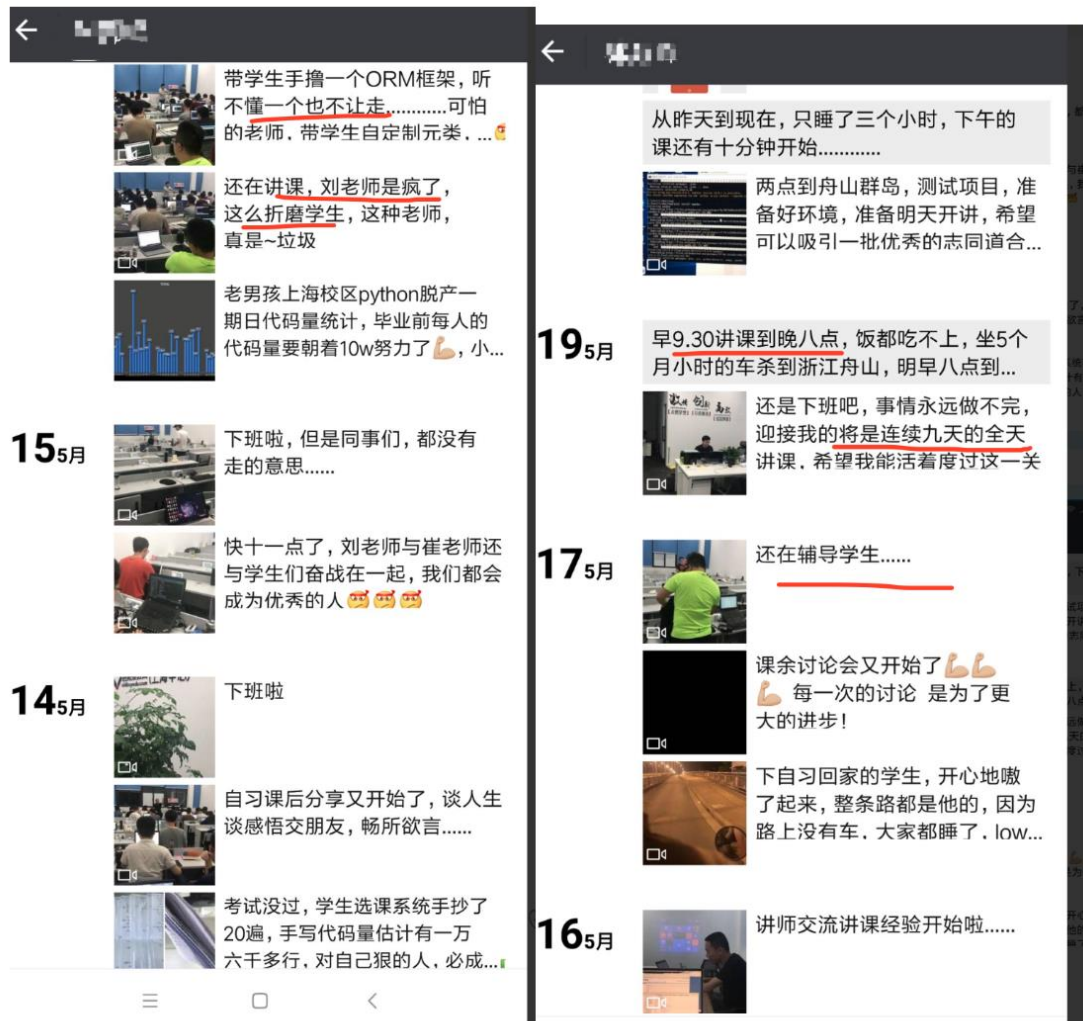 带学生手撸一个ORM框架，听
不懂一个也不让走............可怕
的老师，带学生自定制元类，...
还在讲课，刘老师是疯了，
这么折磨学生，这种老师，
真是~垃圾
老男孩上海校区python脱产一
期日代码量统计，毕业前每人的
代码量要朝着10w努力了💪，小...
15 5月
下班啦，但是同事们，都没有
走的意思......
快十一点了，刘老师与崔老师还
与学生们奋战在一起，我们都会
成为优秀的人
14 5月
下班啦
自习课后分享又开始了，谈人生
谈感悟交朋友，畅所欲言......
考试没过，学生选课系统手抄了
20遍，手写代码量估计有一万
六千多行，对自己狠的人，必成...
从昨天到现在，只睡了三个小时，下午的
课还有十分钟开始............
两点到舟山群岛，测试项目，准
备好环境，准备明天开讲，希望
可以吸引一批优秀的志同道合...
19 5月
早9.30讲课到晚八点，饭都吃不上，坐5个
月小时的车杀到浙江舟山，明早八点到...
还是下班吧，事情永远做不完，
迎接我的将是连续九天的全天
讲课，希望我能活着度过这一关
17 5月
还在辅导学生......
课余讨论会又开始了💪💪
💪 每一次的讨论 是为了更
大的进步！
下自习回家的学生，开心地嗷
了起来，整条路都是他的，因为
路上没有车，大家都睡了，low...
16 5月
讲师交流讲课经验开始啦......